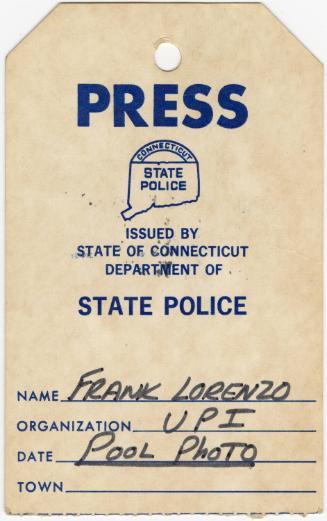 PRESS
CONNECTICUT
STATE
POLICE
ISSUED BY
STATE OF CONNECTICUT
DEPARTMENT OF
STATE POLICE
NAME FRANK LORENZO
ORGANIZATION UPI
DATE POOL PHOTO
TOWN